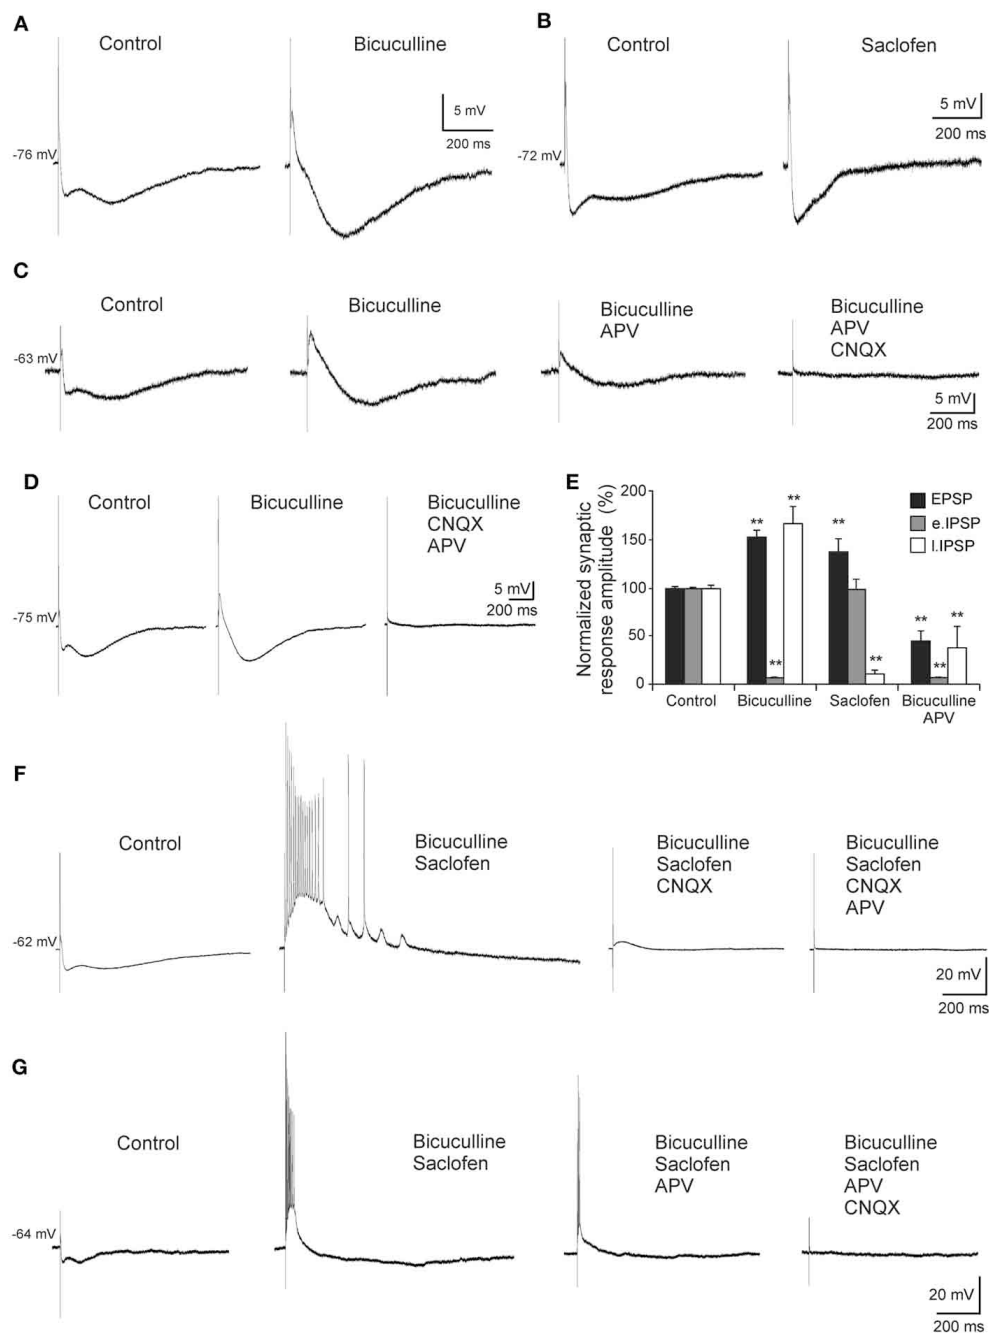 A
Control
Bicuculline
-76 mV
5 mV
200 ms
B
Control
Saclofen
-72 mV
5 mV
200 ms
C
Control
Bicuculline
Bicuculline
APV
Bicuculline
APV
CNQX
-63 mV
5 mV
200 ms
D
Control
Bicuculline
Bicuculline
CNQX
APV
-75 mV
5 mV
200 ms
E
Normalized synaptic
response amplitude (%)
200
150
100
50
0
EPSP
e.IPSP
l.IPSP
**
**
**
**
**
**
**
**
Control
Bicuculline
Saclofen
Bicuculline
APV
F
Control
Bicuculline
Saclofen
Bicuculline
Saclofen
CNQX
Bicuculline
Saclofen
CNQX
APV
-62 mV
20 mV
200 ms
G
Control
Bicuculline
Saclofen
Bicuculline
Saclofen
APV
Bicuculline
Saclofen
APV
CNQX
-64 mV
20 mV
200 ms